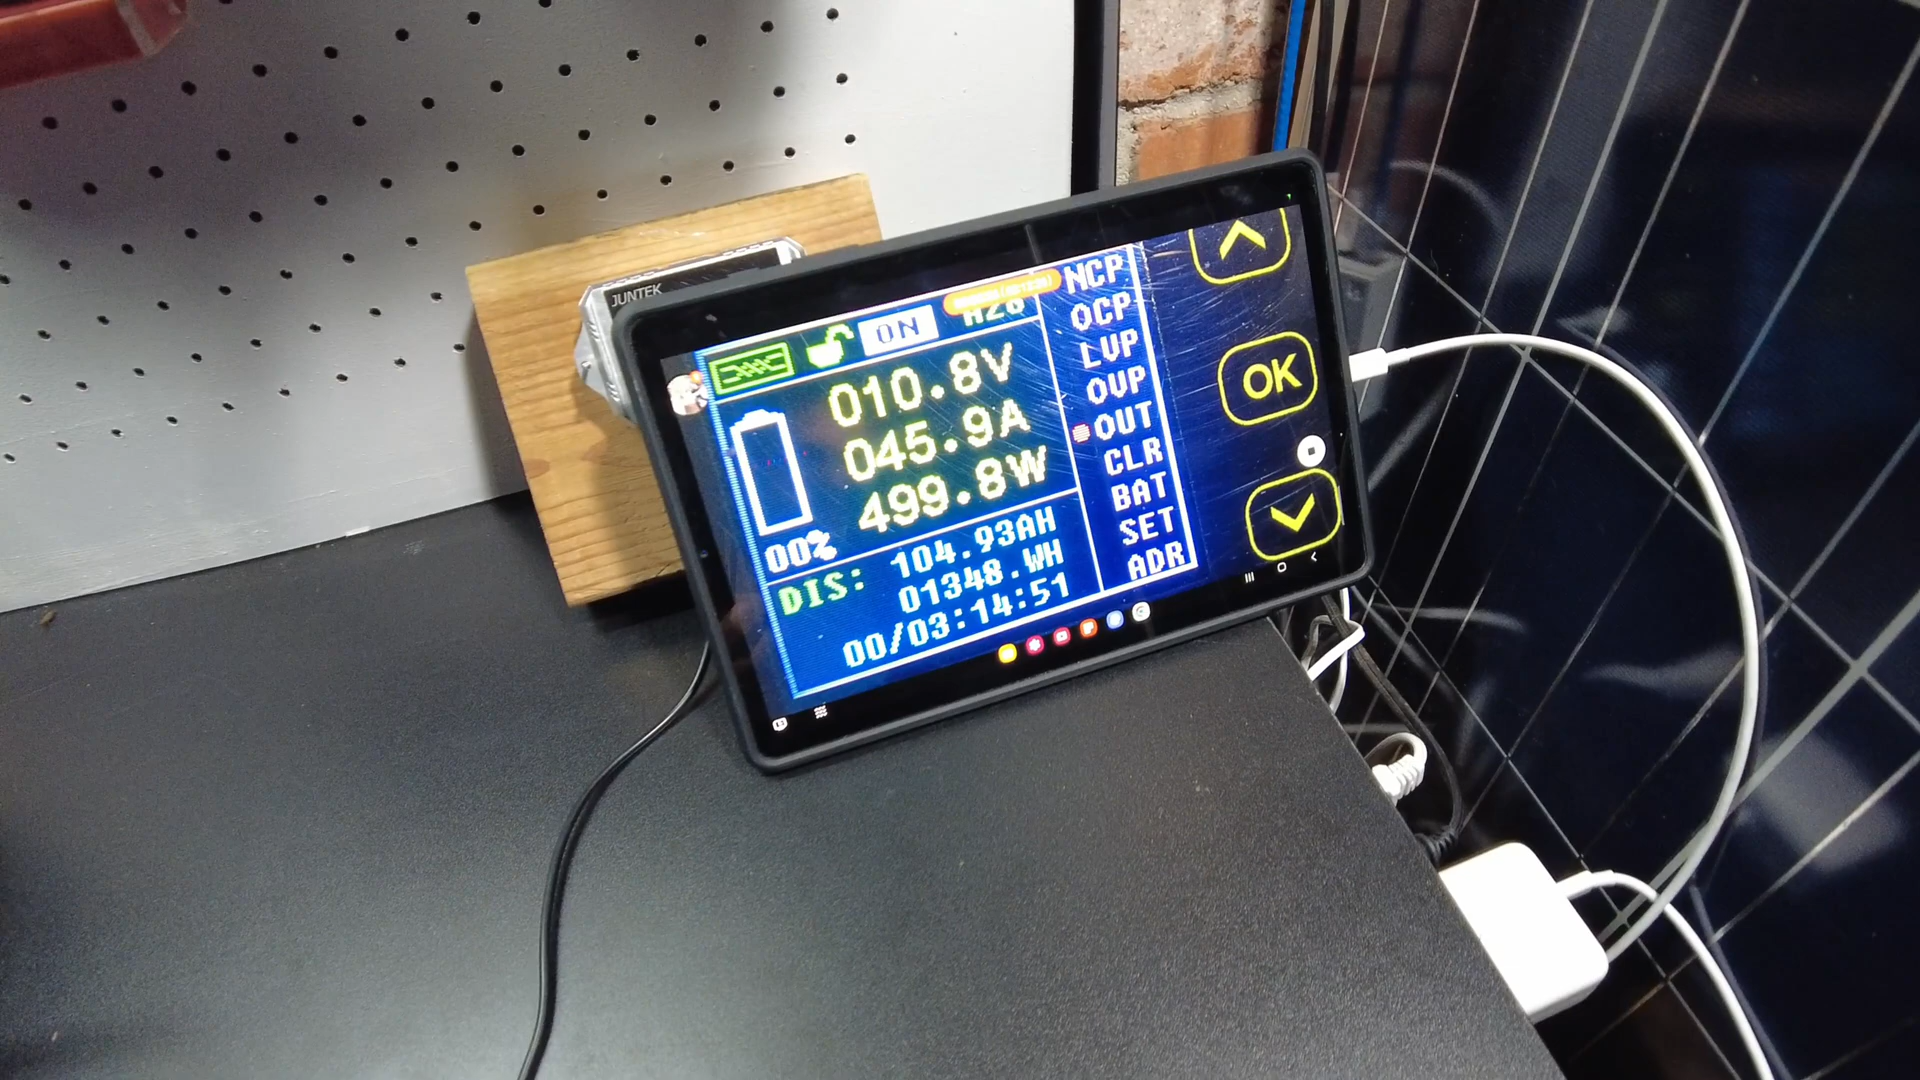 JUNTEK
ON
010.8V
045.9A
499.8W
00%
DIS: 104.93AH
01348.WH
00/03:14:51
NCP
OCP
LVP
OVP
OUT
CLR
BAT
SET
ADR
OK